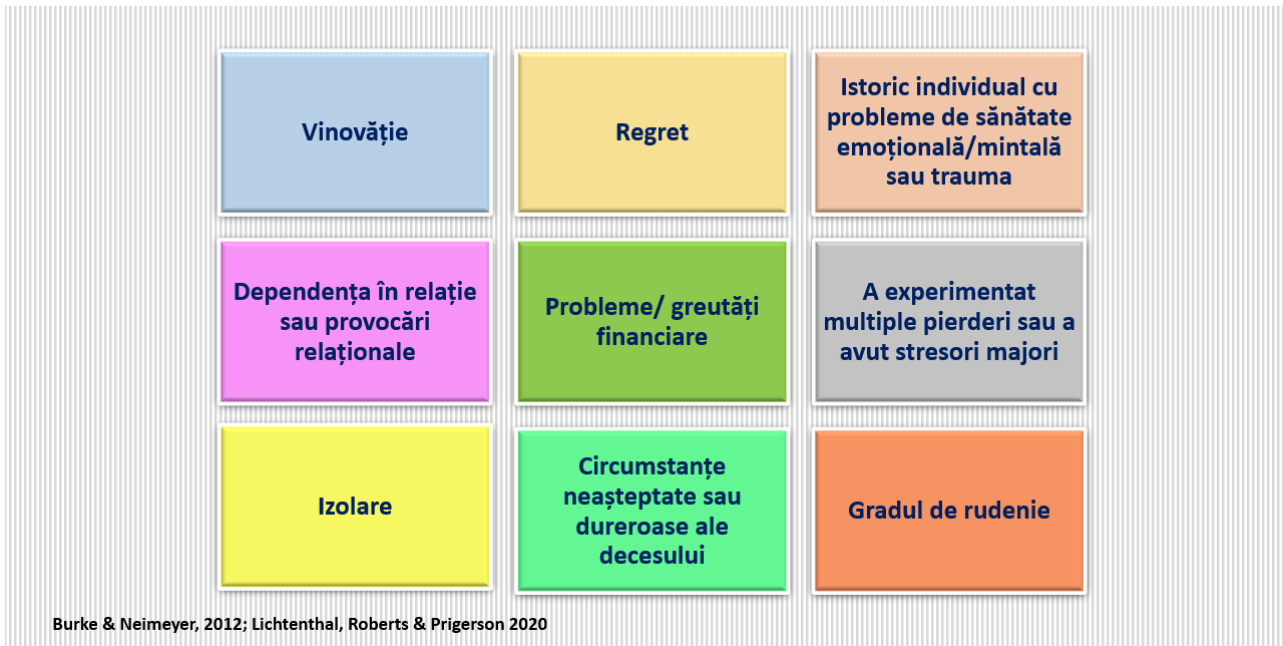 Vinovăție
Regret
Istoric individual cu
probleme de sănătate
emoțională/mintală
sau trauma
Dependența în relație
sau provocări
relaționale
Probleme/ greutăți
financiare
A experimentat
multiple pierderi sau a
avut stresori majori
Izolare
Circumstanțe
neașteptate sau
dureroase ale
decesului
Gradul de rudenie
Burke & Neimeyer, 2012; Lichtenthal, Roberts & Prigerson 2020